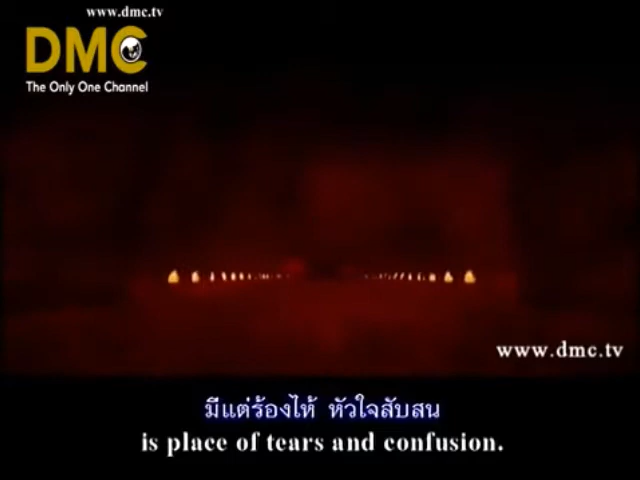 www.dmc.tv
DMC
The Only One Channel
www.dmc.tv
มีแต่ร้องไห้ หัวใจสับสน
is place of tears and confusion.